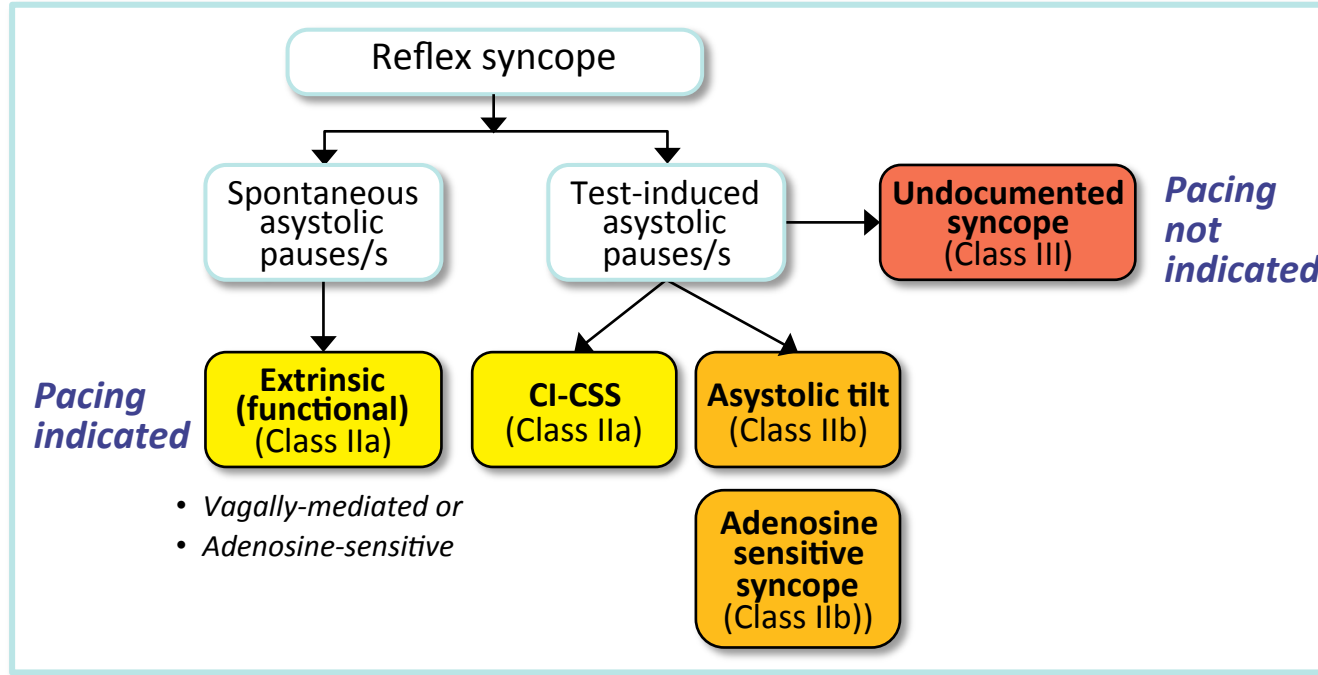 Reflex syncope
Spontaneous
asystolic
pauses/s
Test-induced
asystolic
pauses/s
Undocumented
syncope
(Class III)
Pacing
not
indicated
Pacing
indicated
Extrinsic
(functional)
(Class IIa)
CI-CSS
(Class IIa)
Asystolic tilt
(Class IIb)
• Vagally-mediated or
• Adenosine-sensitive
Adenosine
sensitive
syncope
(Class IIb))